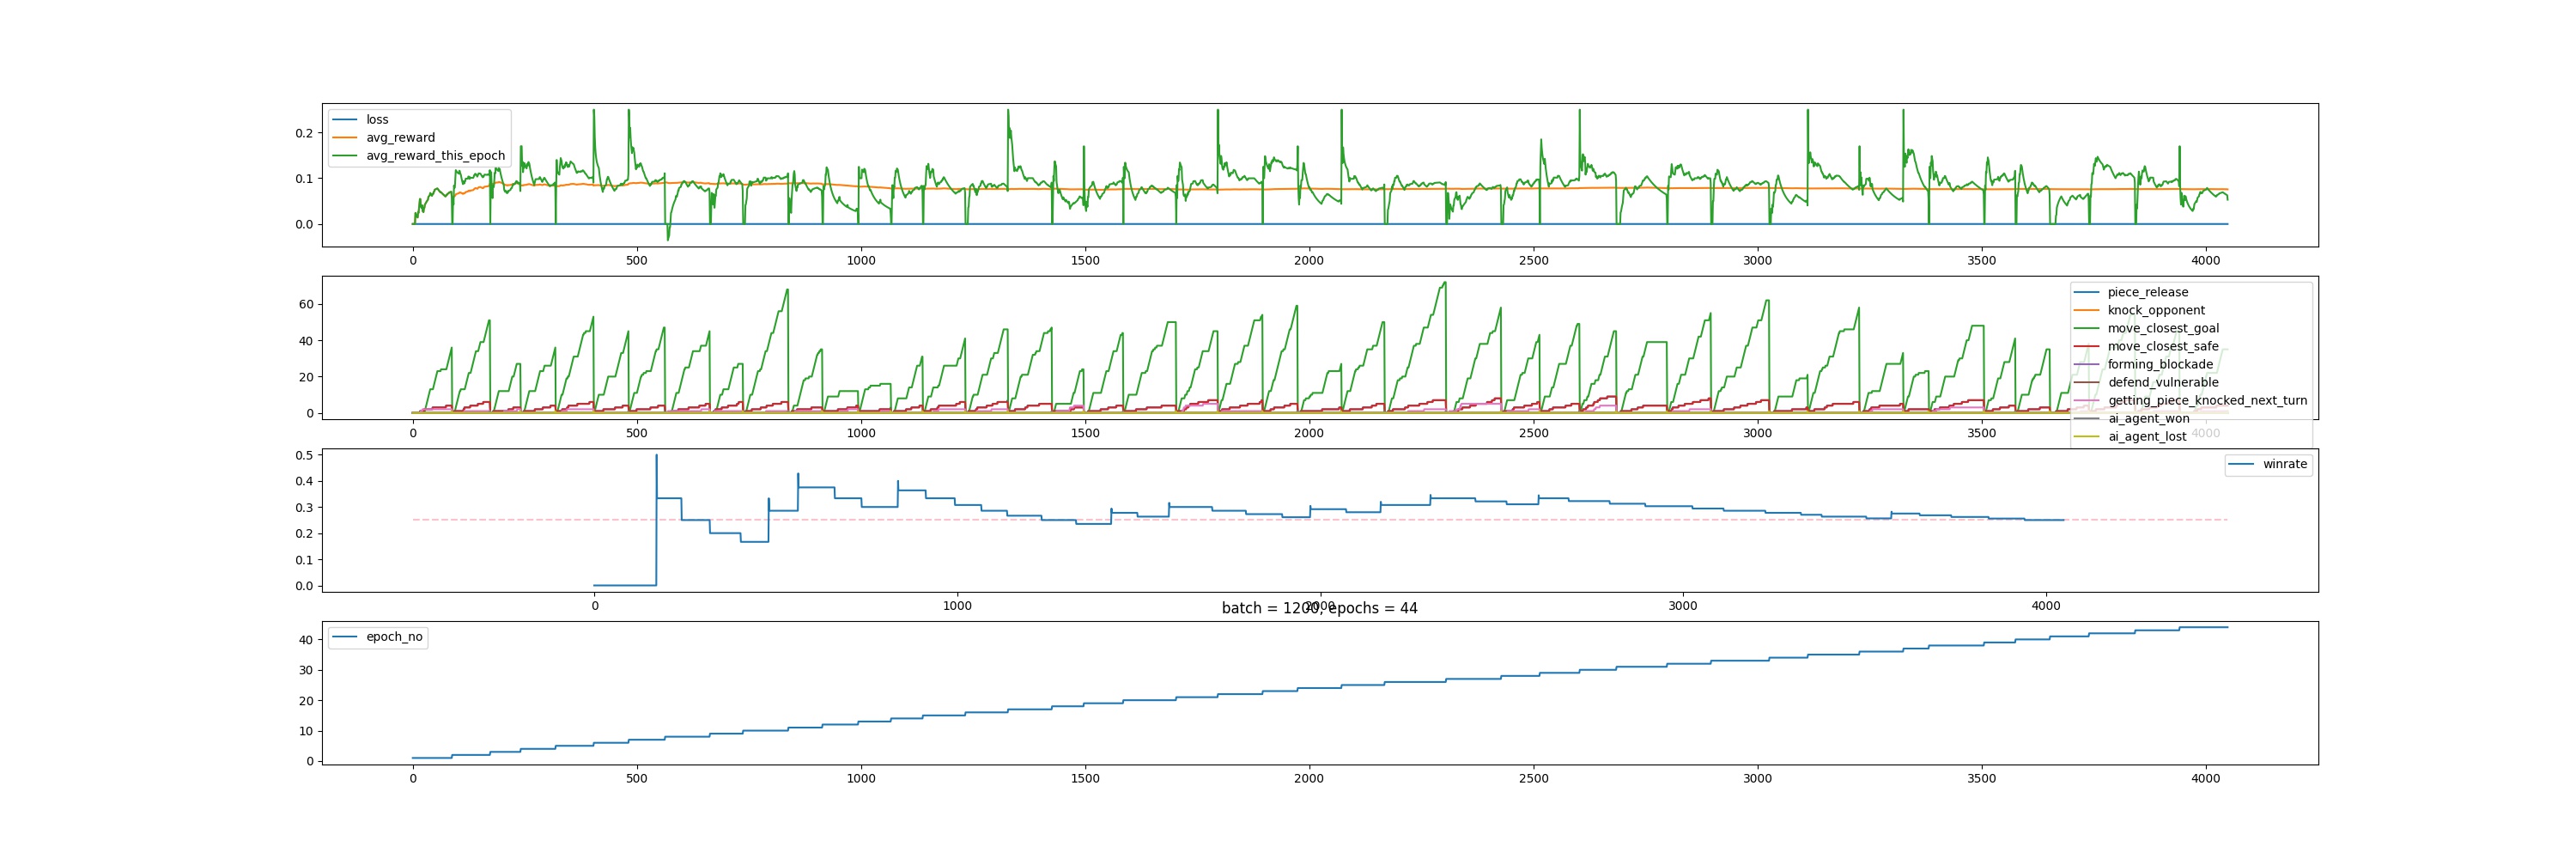 loss
avg_reward
avg_reward_this_epoch
0.2
0.1
0.0
0 500 1000 1500 2000 2500 3000 3500 4000
piece_release
knock_opponent
move_closest_goal
move_closest_safe
forming_blockade
defend_vulnerable
getting_piece_knocked_next_turn
ai_agent_won
ai_agent_lost
60
40
20
0
0 500 1000 1500 2000 2500 3000 3500 4000
winrate
0.5
0.4
0.3
0.2
0.1
0.0
0 1000 2000 3000 4000
batch = 1200, epochs = 44
epoch_no
40
30
20
10
0
0 500 1000 1500 2000 2500 3000 3500 4000